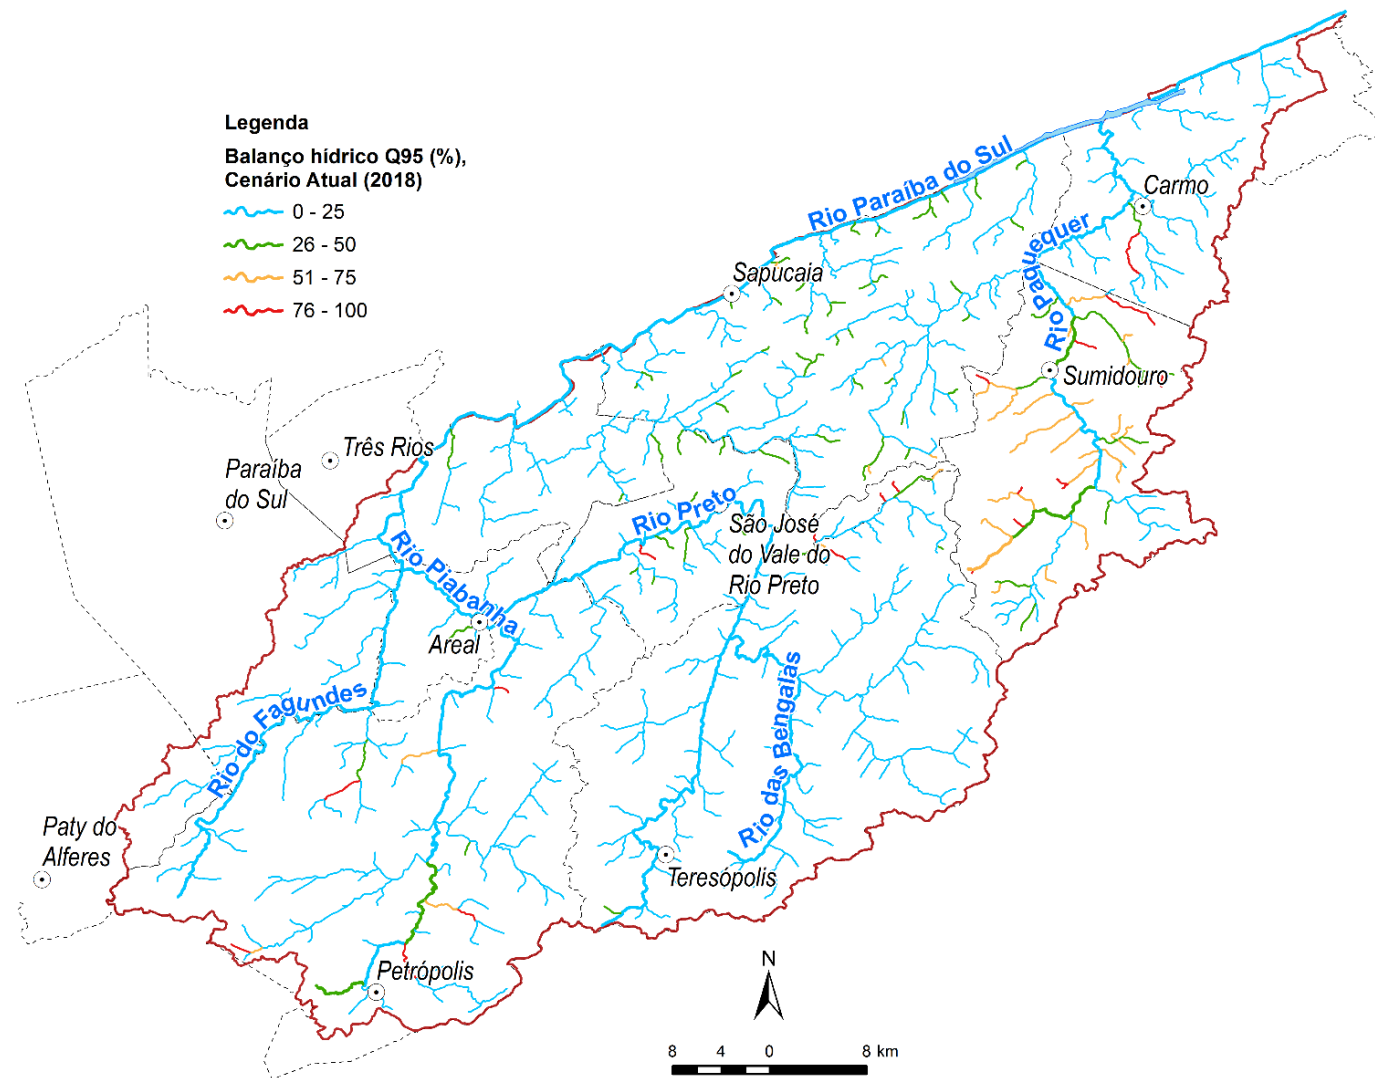 Legenda
Balanço hídrico Q95 (%),
Cenário Atual (2018)
0 - 25
26 - 50
51 - 75
76 - 100
Rio Paraíba do Sul
Carmo
Rio Paquequer
Sapucaia
Sumidouro
Três Rios
Paraíba
do Sul
Rio Preto
São José
do Vale do
Rio Preto
Rio Piabanha
Areal
Rio do Fagundes
Rio das Bengalas
Paty do
Alferes
Teresópolis
Petrópolis
N
8 4 0 8 km